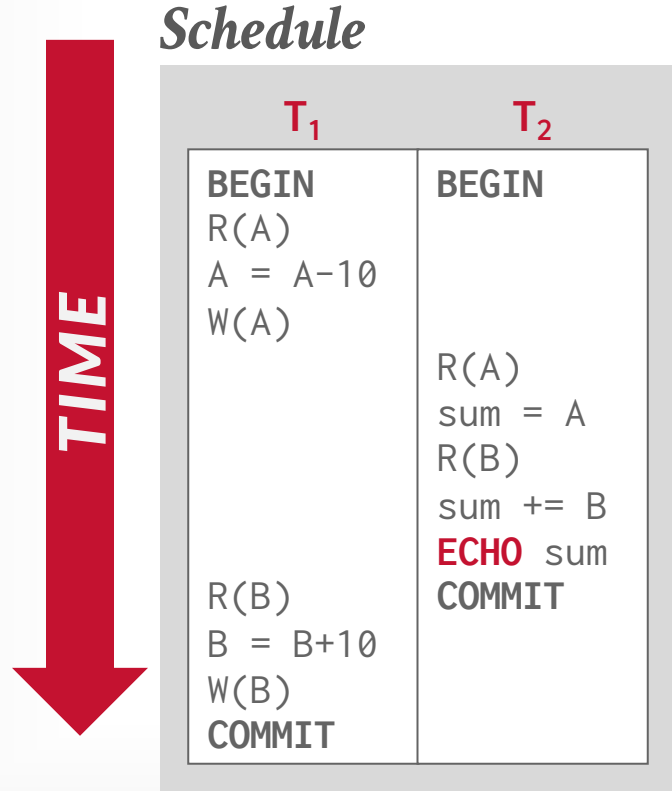 Schedule
TIME
T₁ T₂
BEGIN BEGIN
R(A)
A = A-10
W(A)
R(A)
sum = A
R(B)
sum += B
ECHO sum
R(B) COMMIT
B = B+10
W(B)
COMMIT